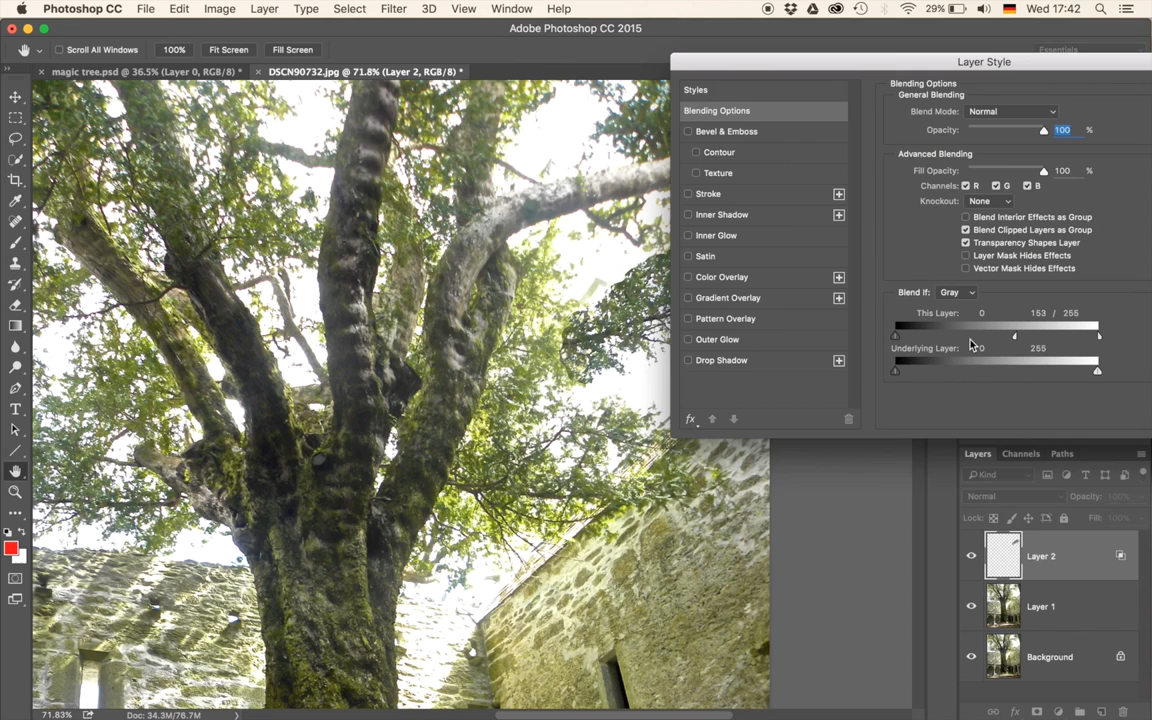 Photoshop CC File Edit Image Layer Type Select Filter 3D View Window Help 29% Wed 17:42
Adobe Photoshop CC 2015
Scroll All Windows 100% Fit Screen Fill Screen Essentials
magic tree.psd @ 36.5% (Layer 0, RGB/8) * DSCN90732.jpg @ 71.8% (Layer 2, RGB/8) *
Layer Style
Styles
Blending Options
Bevel & Emboss
Contour
Texture
Stroke
Inner Shadow
Inner Glow
Satin
Color Overlay
Gradient Overlay
Pattern Overlay
Outer Glow
Drop Shadow
fx
Blending Options
General Blending
Blend Mode: Normal
Opacity: 100 %
Advanced Blending
Fill Opacity: 100 %
Channels: R G B
Knockout: None
Blend Interior Effects as Group
Blend Clipped Layers as Group
Transparency Shapes Layer
Layer Mask Hides Effects
Vector Mask Hides Effects
Blend If: Gray
This Layer: 0 153 / 255
Underlying Layer: 0 255
Layers Channels Paths
Kind
Normal Opacity: 100%
Lock: Fill: 100%
Layer 2
Layer 1
Background
fx
71.83% Doc: 34.3M/76.7M